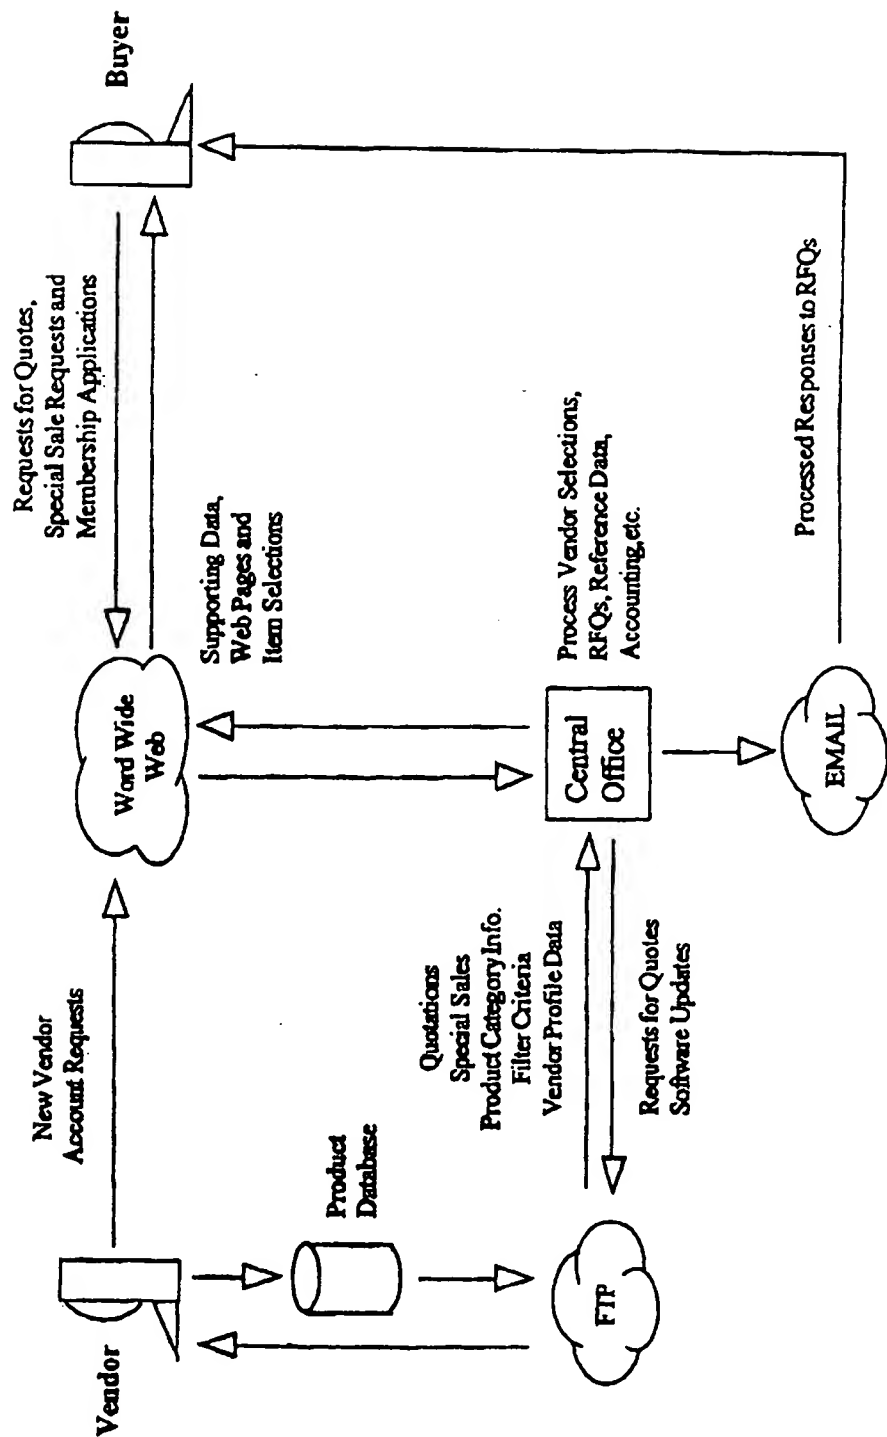 Vendor
New Vendor
Account Requests
Word Wide
Web
Requests for Quotes,
Special Sale Requests and
Membership Applications
Buyer
Supporting Data,
Web Pages and
Item Selections
Product
Database
FTP
Quotations
Special Sales
Product Category Info.
Filter Criteria
Vendor Profile Data
Requests for Quotes
Software Updates
Central
Office
Process Vendor Selections,
RFQs, Reference Data,
Accounting,etc.
EMAIL
Processed Responses to RFQs